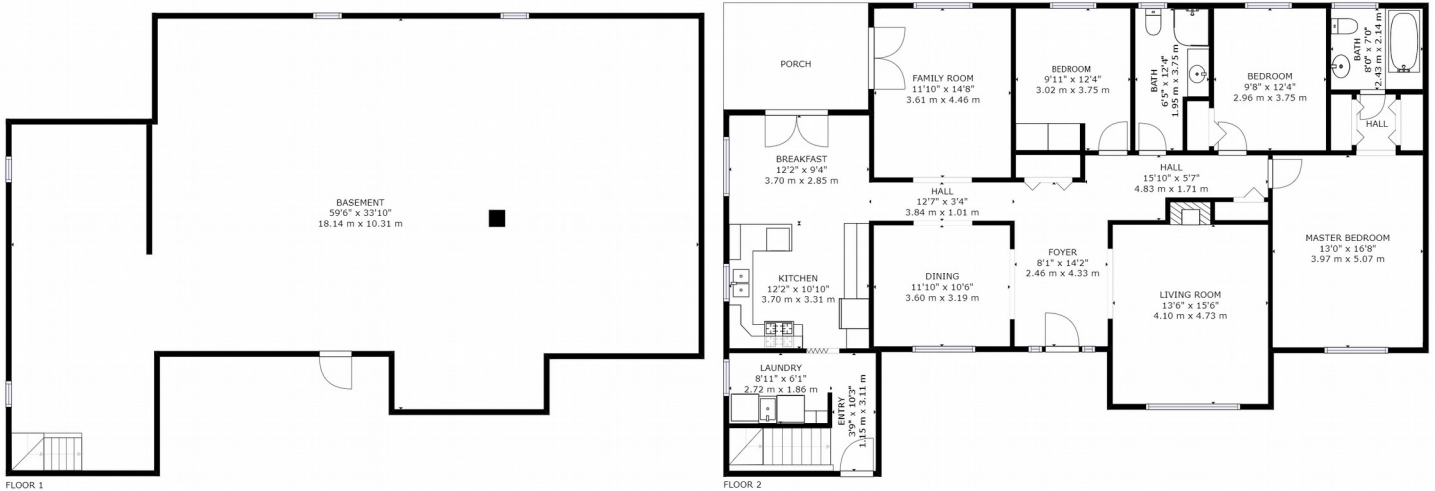 BASEMENT
59'6" x 33'10"
18.14 m x 10.31 m
FLOOR 1
PORCH
FAMILY ROOM
11'10" x 14'8"
3.61 m x 4.46 m
BEDROOM
9'11" x 12'4"
3.02 m x 3.75 m
BATH
6'5" x 12'4"
1.95 m x 3.75 m
BEDROOM
9'8" x 12'4"
2.96 m x 3.75 m
BATH
8'0" x 7'0"
2.43 m x 2.14 m
HALL
BREAKFAST
12'2" x 9'4"
3.70 m x 2.85 m
HALL
12'7" x 3'4"
3.84 m x 1.01 m
HALL
15'10" x 5'7"
4.83 m x 1.71 m
MASTER BEDROOM
13'0" x 16'8"
3.97 m x 5.07 m
KITCHEN
12'2" x 10'10"
3.70 m x 3.31 m
DINING
11'10" x 10'6"
3.60 m x 3.19 m
FOYER
8'1" x 14'2"
2.46 m x 4.33 m
LIVING ROOM
13'6" x 15'6"
4.10 m x 4.73 m
LAUNDRY
8'11" x 6'1"
2.72 m x 1.86 m
ENTRY
3'9" x 10'3"
1.15 m x 3.11 m
FLOOR 2